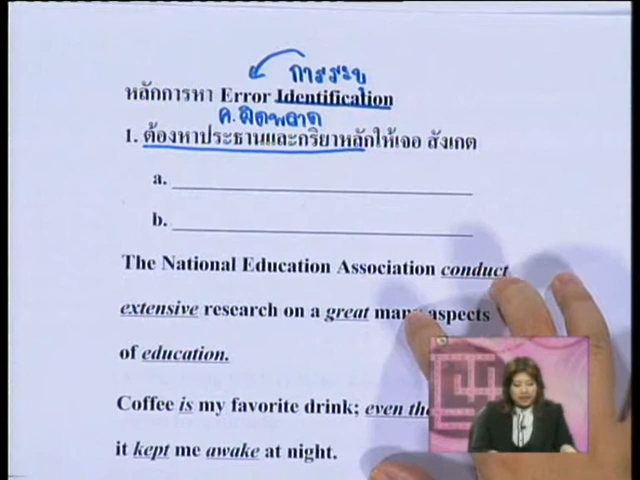 การระบุ
หลักการหา Error Identification
ค.ผิดพลาด
1. ต้องหาประธานและกริยาหลักให้เจอ สังเกต
a.
b.
The National Education Association conduct
extensive research on a great many aspects
of education.
Coffee is my favorite drink; even
it kept me awake at night.